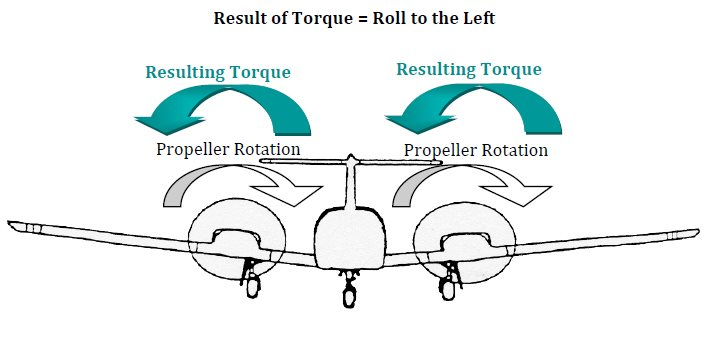 Result of Torque = Roll to the Left
Resulting Torque
Resulting Torque
Propeller Rotation
Propeller Rotation